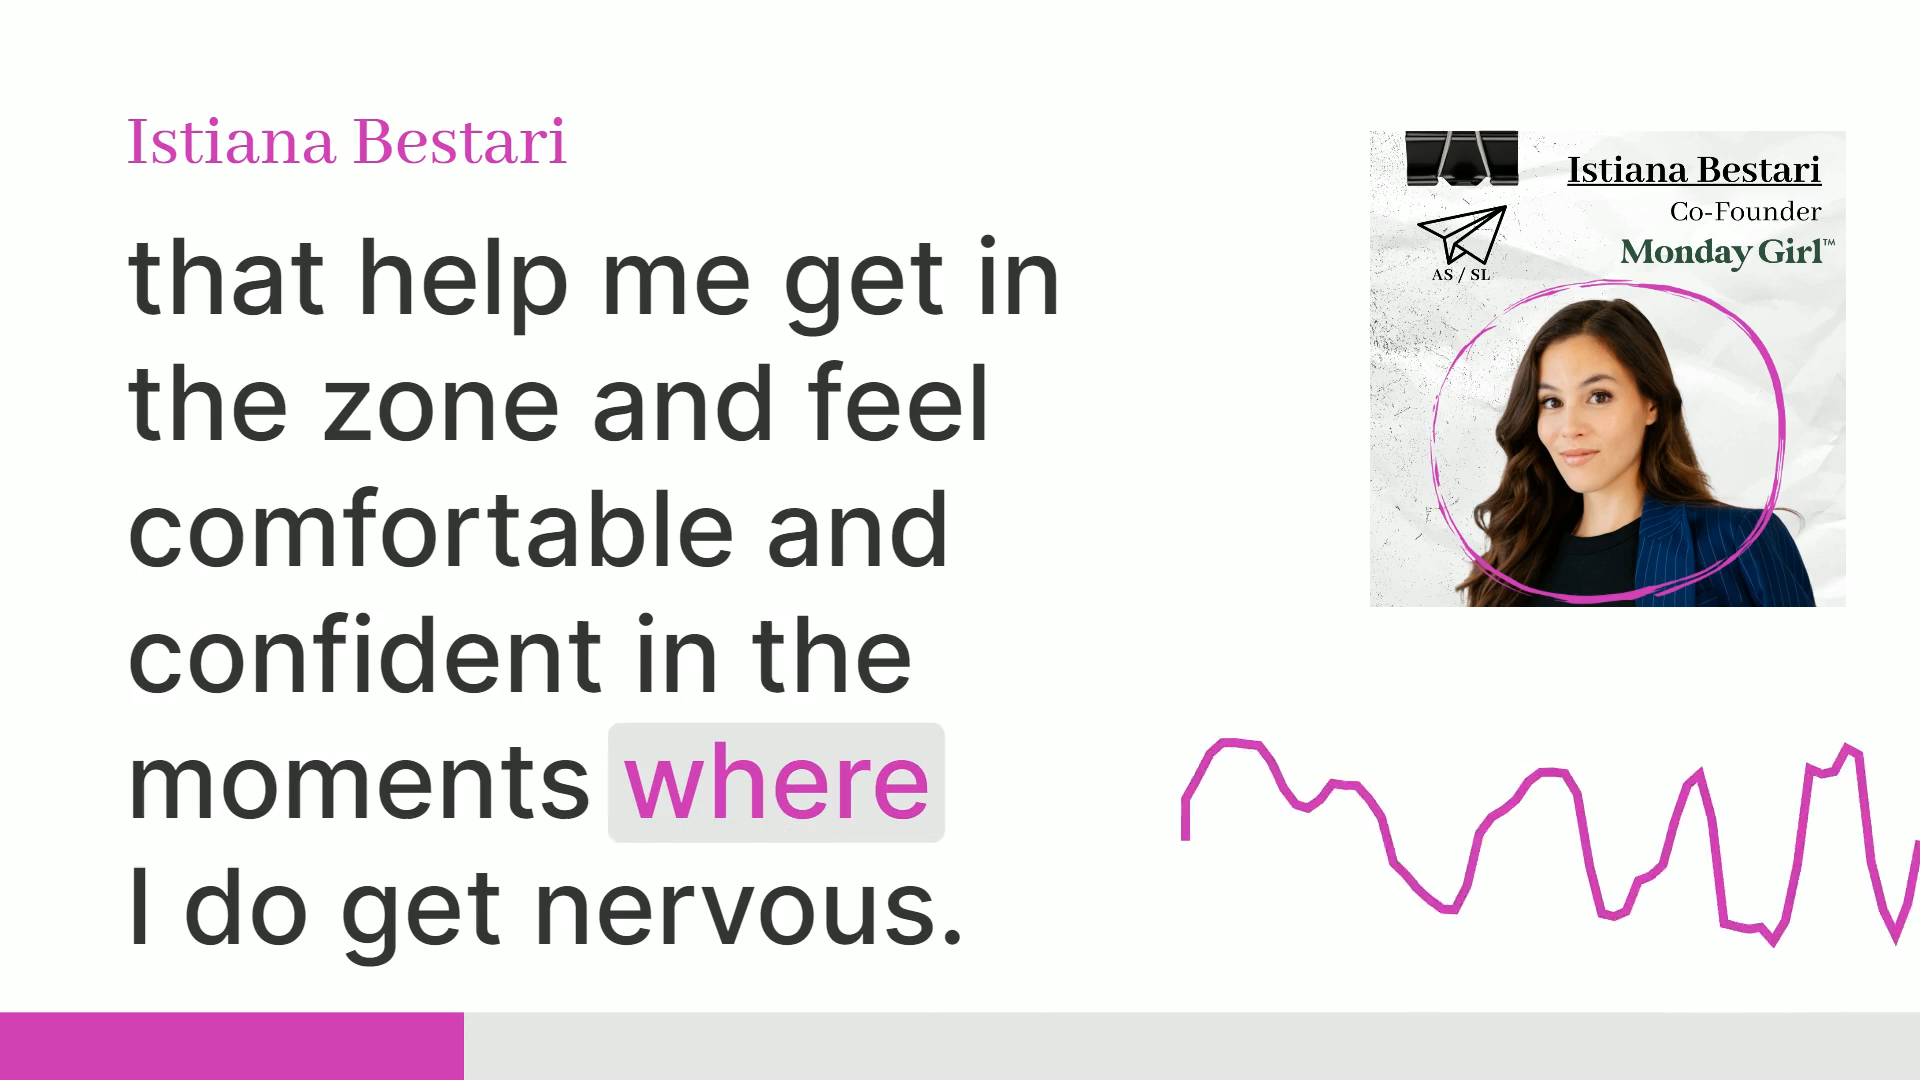 Istiana Bestari
that help me get in
the zone and feel
comfortable and
confident in the
moments where
I do get nervous.
Istiana Bestari
Co-Founder
Monday Girl™
AS / SL